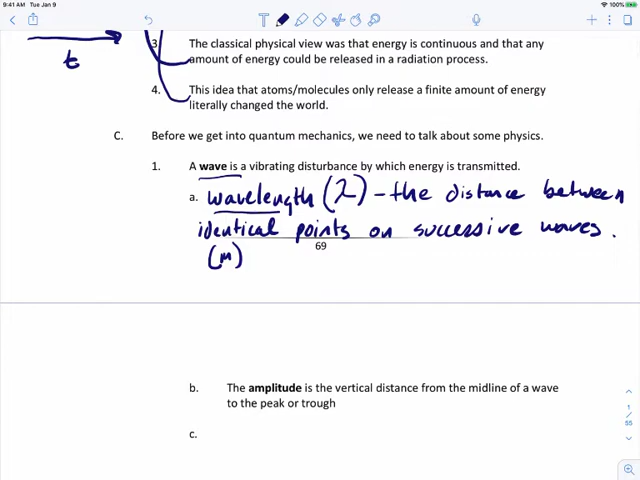 9:41 AM Tue Jan 9
100%
t
3. The classical physical view was that energy is continuous and that any
amount of energy could be released in a radiation process.
4. This idea that atoms/molecules only release a finite amount of energy
literally changed the world.
C. Before we get into quantum mechanics, we need to talk about some physics.
1. A wave is a vibrating disturbance by which energy is transmitted.
a. wavelength (λ) - the distance between
identical points on successive waves.
69
(m)
b. The amplitude is the vertical distance from the midline of a wave
to the peak or trough
c.
1
/
55